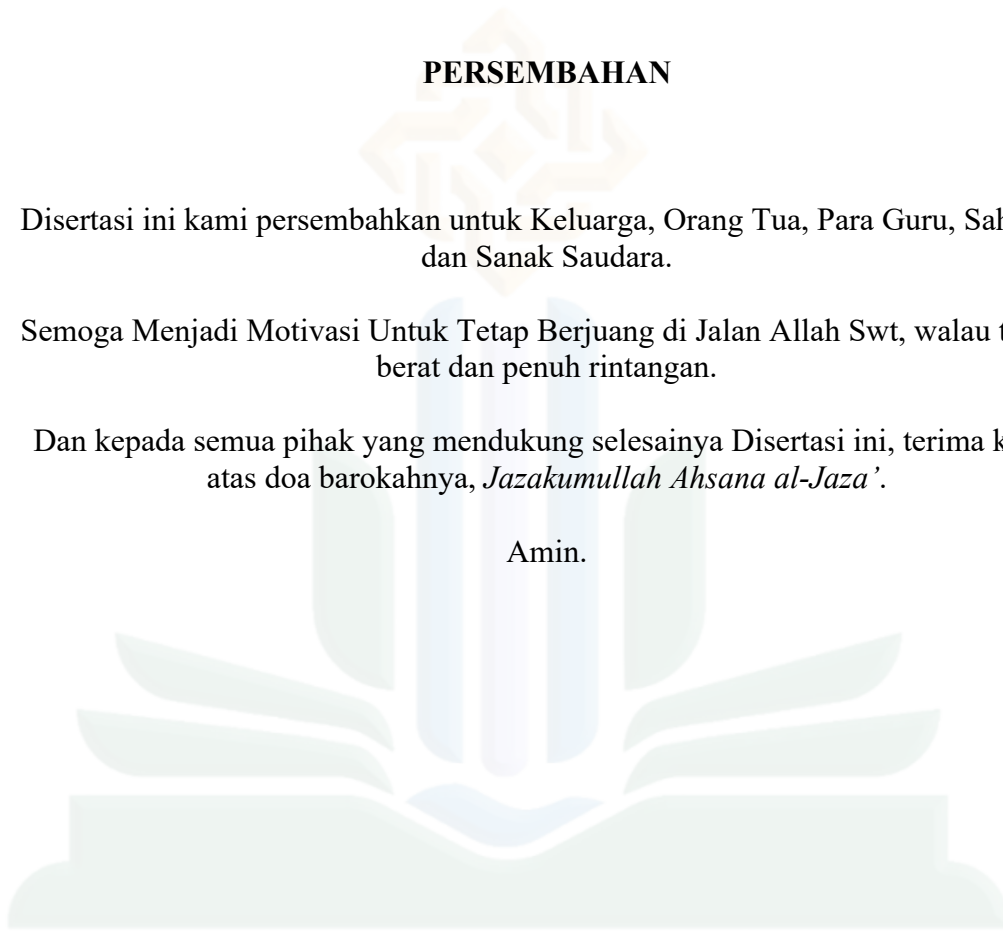 PERSEMBAHAN
Disertasi ini kami persembahkan untuk Keluarga, Orang Tua, Para Guru,
dan Sanak Saudara.
Semoga Menjadi Motivasi Untuk Tetap Berjuang di Jalan Allah Swt, walau
berat dan penuh rintangan.
Dan kepada semua pihak yang mendukung selesainya Disertasi ini, terima
atas doa barokahnya, Jazakumullah Ahsana al-Jaza’.
Amin.